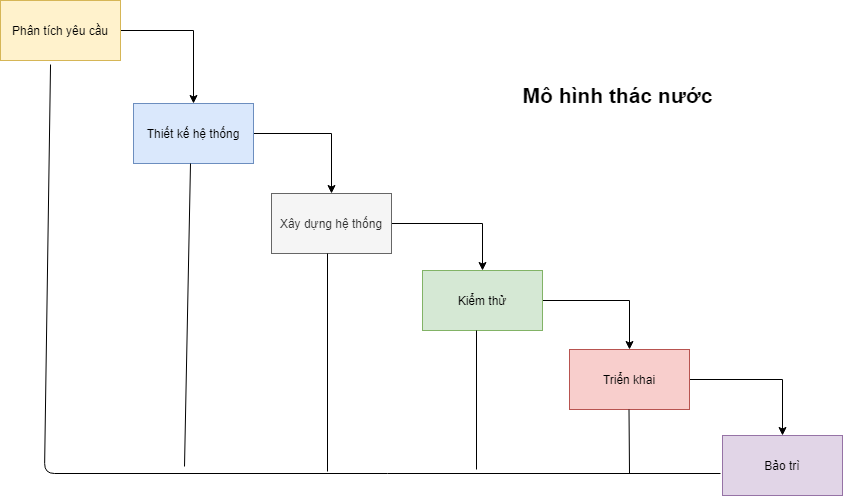 Phân tích yêu cầu
Mô hình thác nước
Thiết kế hệ thống
Xây dựng hệ thống
Kiểm thử
Triển khai
Bảo trì